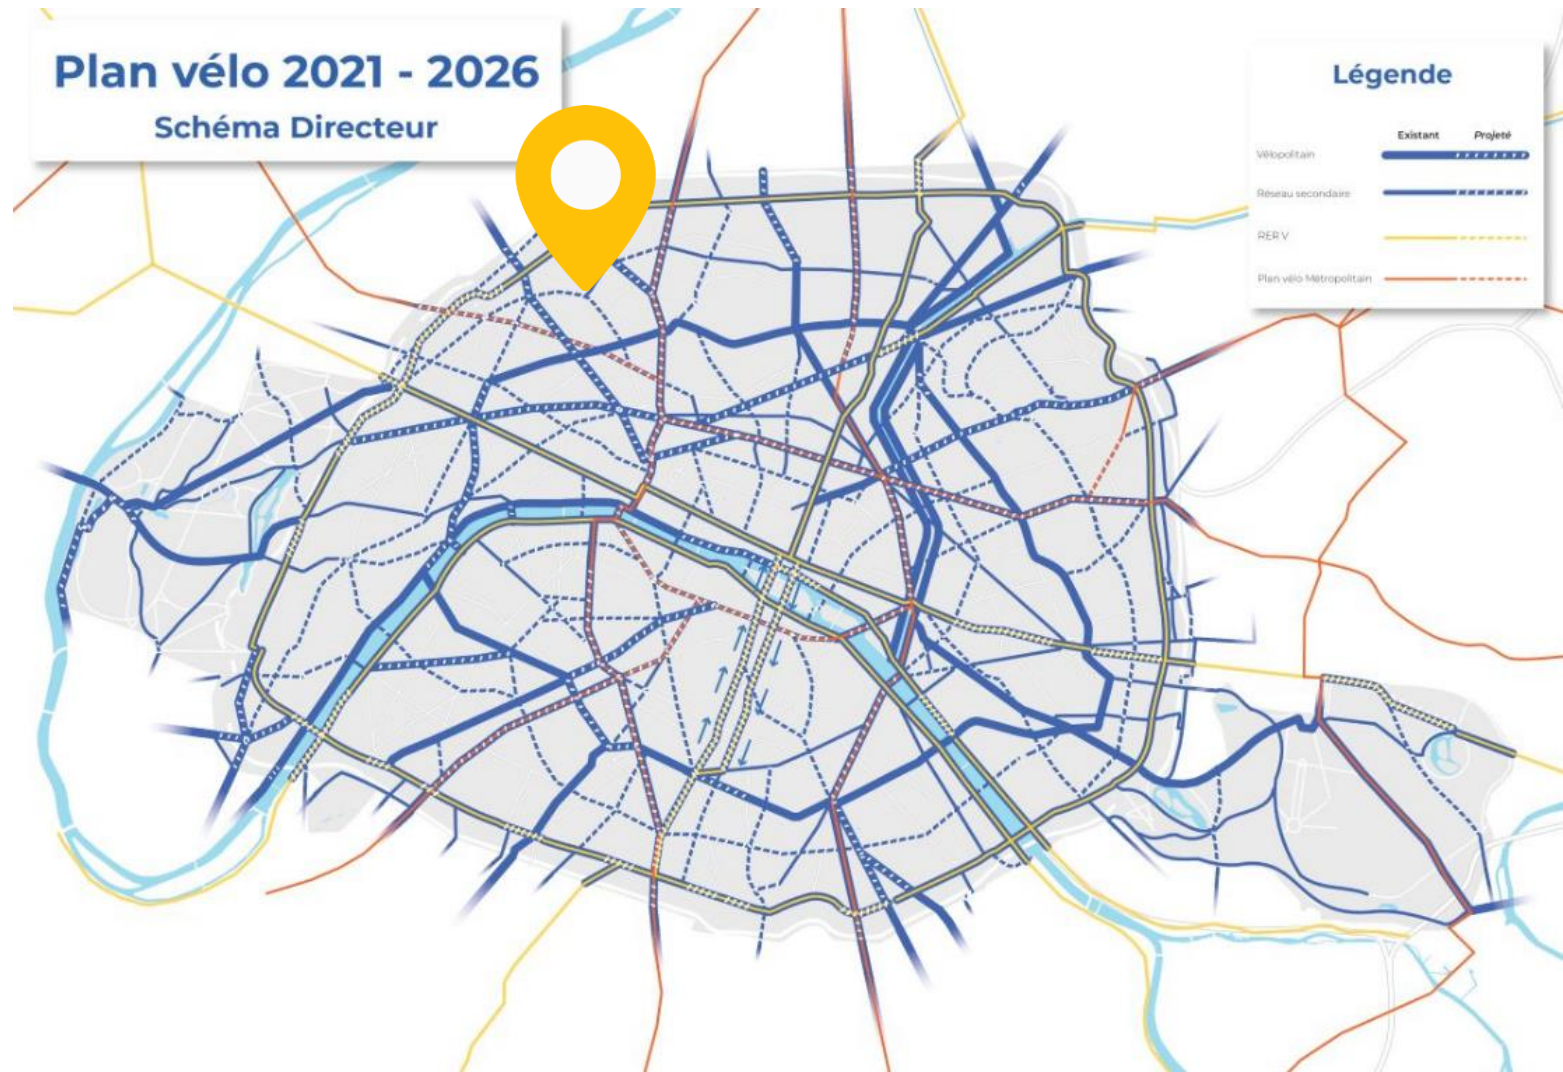 Plan vélo 2021 - 2026
Schéma Directeur
Légende
Existant Projeté
Vélopolitain
Réseau secondaire
RER V
Plan vélo Métropolitain